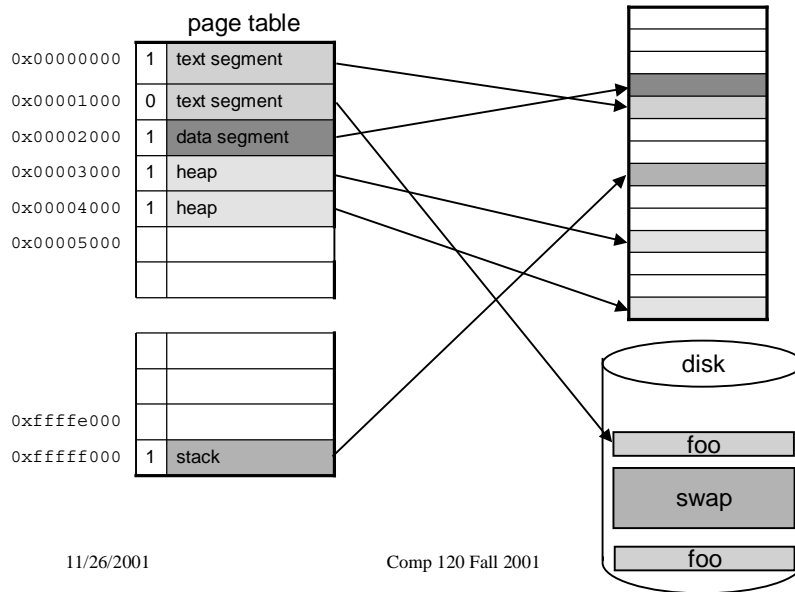 page table
0x00000000 1 text segment
0x00001000 0 text segment
0x00002000 1 data segment
0x00003000 1 heap
0x00004000 1 heap
0x00005000
0xffffe000
0xfffff000 1 stack
disk
foo
swap
foo
11/26/2001 Comp 120 Fall 2001